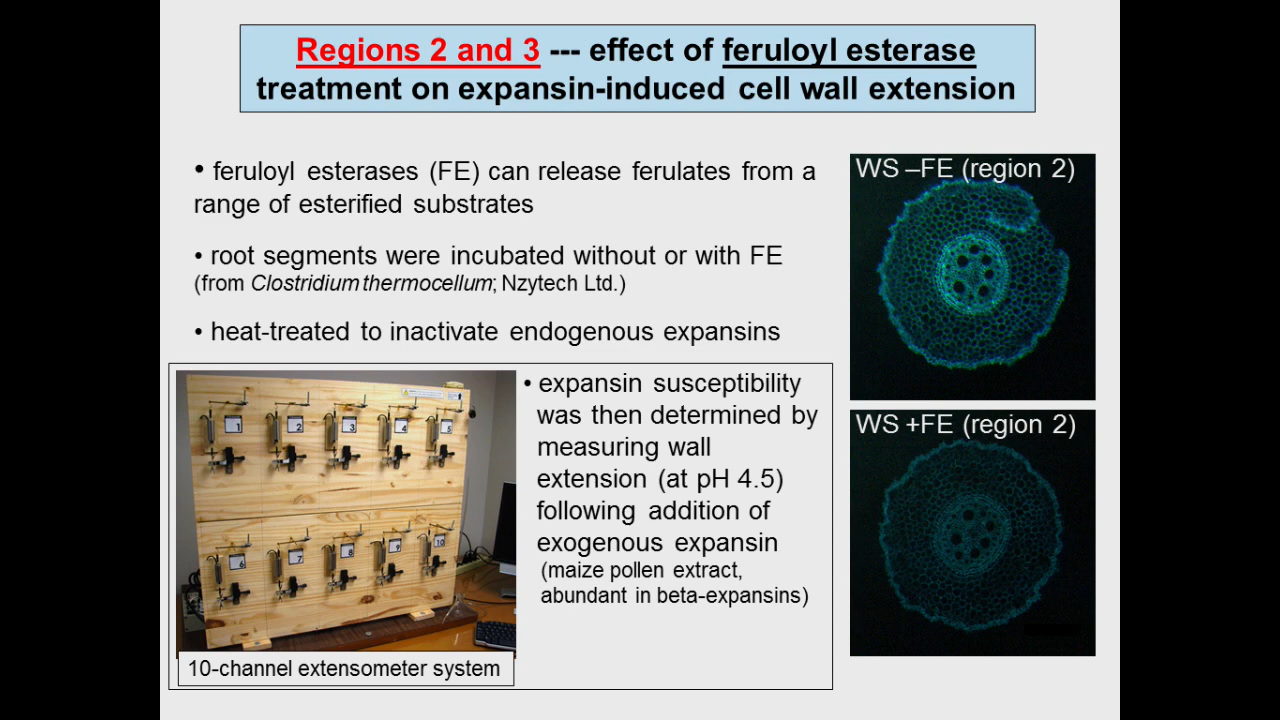 Regions 2 and 3 --- effect of feruloyl esterase
treatment on expansin-induced cell wall extension
• feruloyl esterases (FE) can release ferulates from a
range of esterified substrates
• root segments were incubated without or with FE
(from Clostridium thermocellum; Nzytech Ltd.)
• heat-treated to inactivate endogenous expansins
• expansin susceptibility
was then determined by
measuring wall
extension (at pH 4.5)
following addition of
exogenous expansin
(maize pollen extract,
abundant in beta-expansins)
1 2 3 4 5
6 7 8 9 10
10-channel extensometer system
WS –FE (region 2)
WS +FE (region 2)